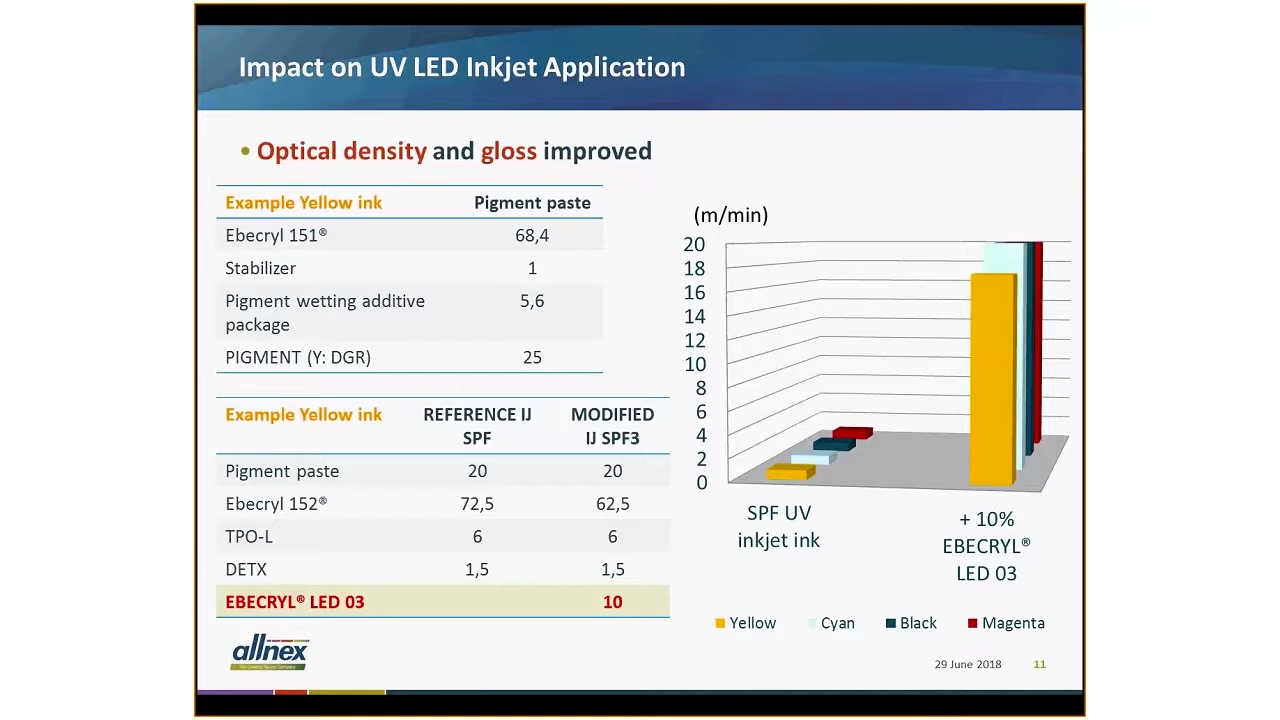 Impact on UV LED Inkjet Application
• Optical density and gloss improved
Example Yellow ink Pigment paste
Ebecryl 151® 68,4
Stabilizer 1
Pigment wetting additive package 5,6
PIGMENT (Y: DGR) 25
Example Yellow ink REFERENCE IJ SPF MODIFIED IJ SPF3
Pigment paste 20 20
Ebecryl 152® 72,5 62,5
TPO-L 6 6
DETX 1,5 1,5
EBECRYL® LED 03 10
(m/min)
20
18
16
14
12
10
8
6
4
2
0
SPF UV
inkjet ink
+ 10%
EBECRYL®
LED 03
Yellow Cyan Black Magenta
allnex
29 June 2018 11